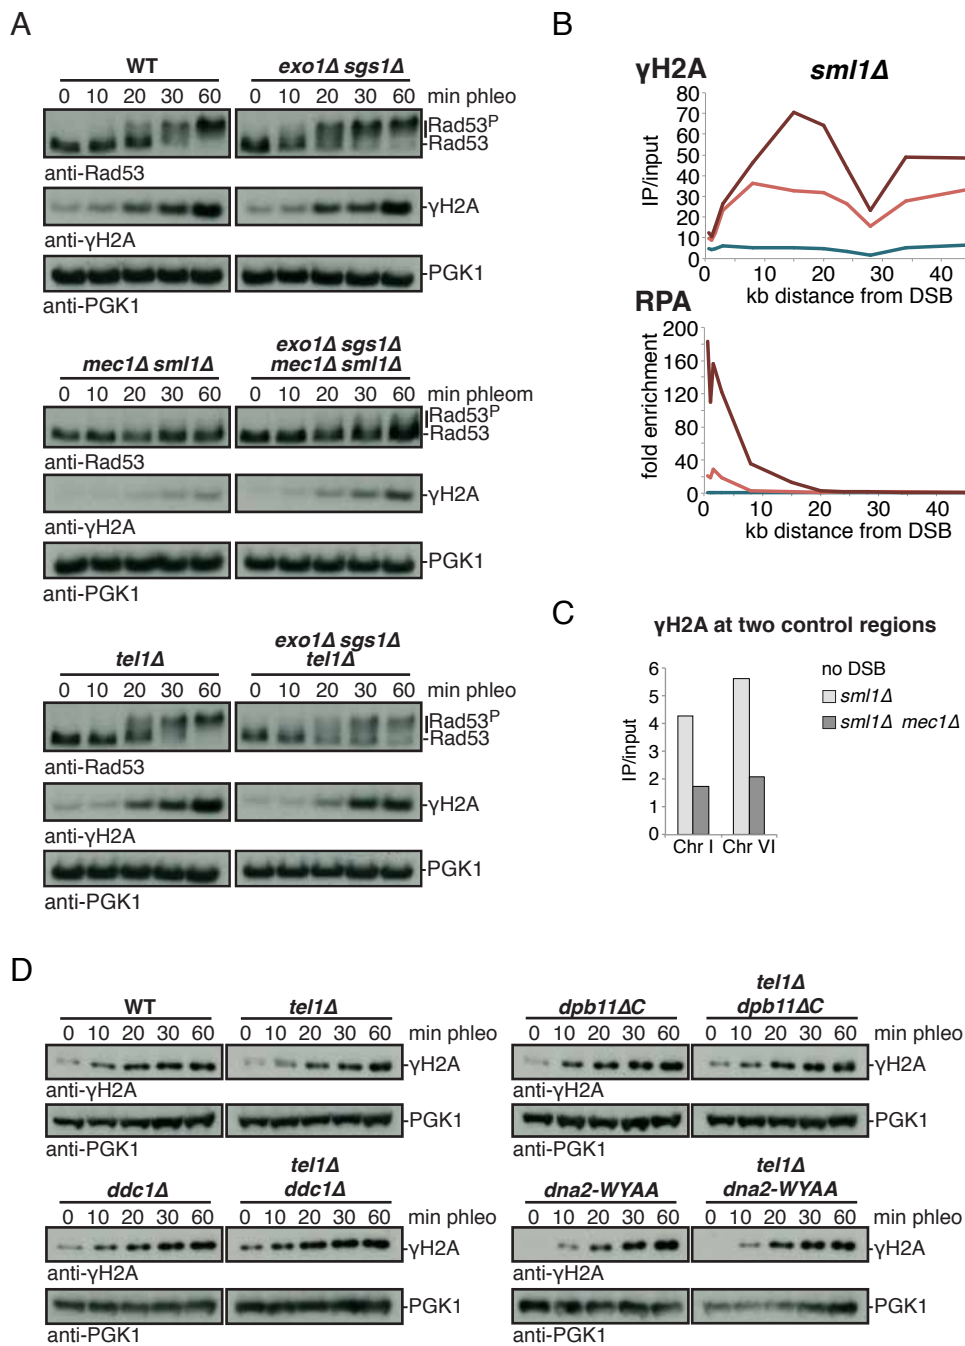 A
WT
exo1Δ sgs1Δ
0 10 20 30 60 0 10 20 30 60 min phleo
Rad53P
Rad53
anti-Rad53
γH2A
anti-γH2A
PGK1
anti-PGK1
mec1Δ sml1Δ
exo1Δ sgs1Δ
mec1Δ sml1Δ
0 10 20 30 60 0 10 20 30 60 min phleom
Rad53P
Rad53
anti-Rad53
γH2A
anti-γH2A
PGK1
anti-PGK1
tel1Δ
exo1Δ sgs1Δ
tel1Δ
0 10 20 30 60 0 10 20 30 60 min phleo
Rad53P
Rad53
anti-Rad53
γH2A
anti-γH2A
PGK1
anti-PGK1
B
γH2A sml1Δ
80
70
60
50
40
30
20
10
0
IP/input
0 10 20 30 40
kb distance from DSB
RPA
200
160
120
80
40
0
fold enrichment
0 10 20 30 40
kb distance from DSB
C
γH2A at two control regions
6
5
4
3
2
1
0
IP/input
Chr I Chr VI
no DSB
sml1Δ
sml1Δ mec1Δ
D
WT
tel1Δ
0 10 20 30 60 0 10 20 30 60 min phleo
γH2A
anti-γH2A
PGK1
anti-PGK1
ddc1Δ
tel1Δ
ddc1Δ
0 10 20 30 60 0 10 20 30 60 min phleo
γH2A
anti-γH2A
PGK1
anti-PGK1
dpb11ΔC
tel1Δ
dpb11ΔC
0 10 20 30 60 0 10 20 30 60 min phleo
γH2A
anti-γH2A
PGK1
anti-PGK1
dna2-WYAA
tel1Δ
dna2-WYAA
0 10 20 30 60 0 10 20 30 60 min phleo
γH2A
anti-γH2A
PGK1
anti-PGK1